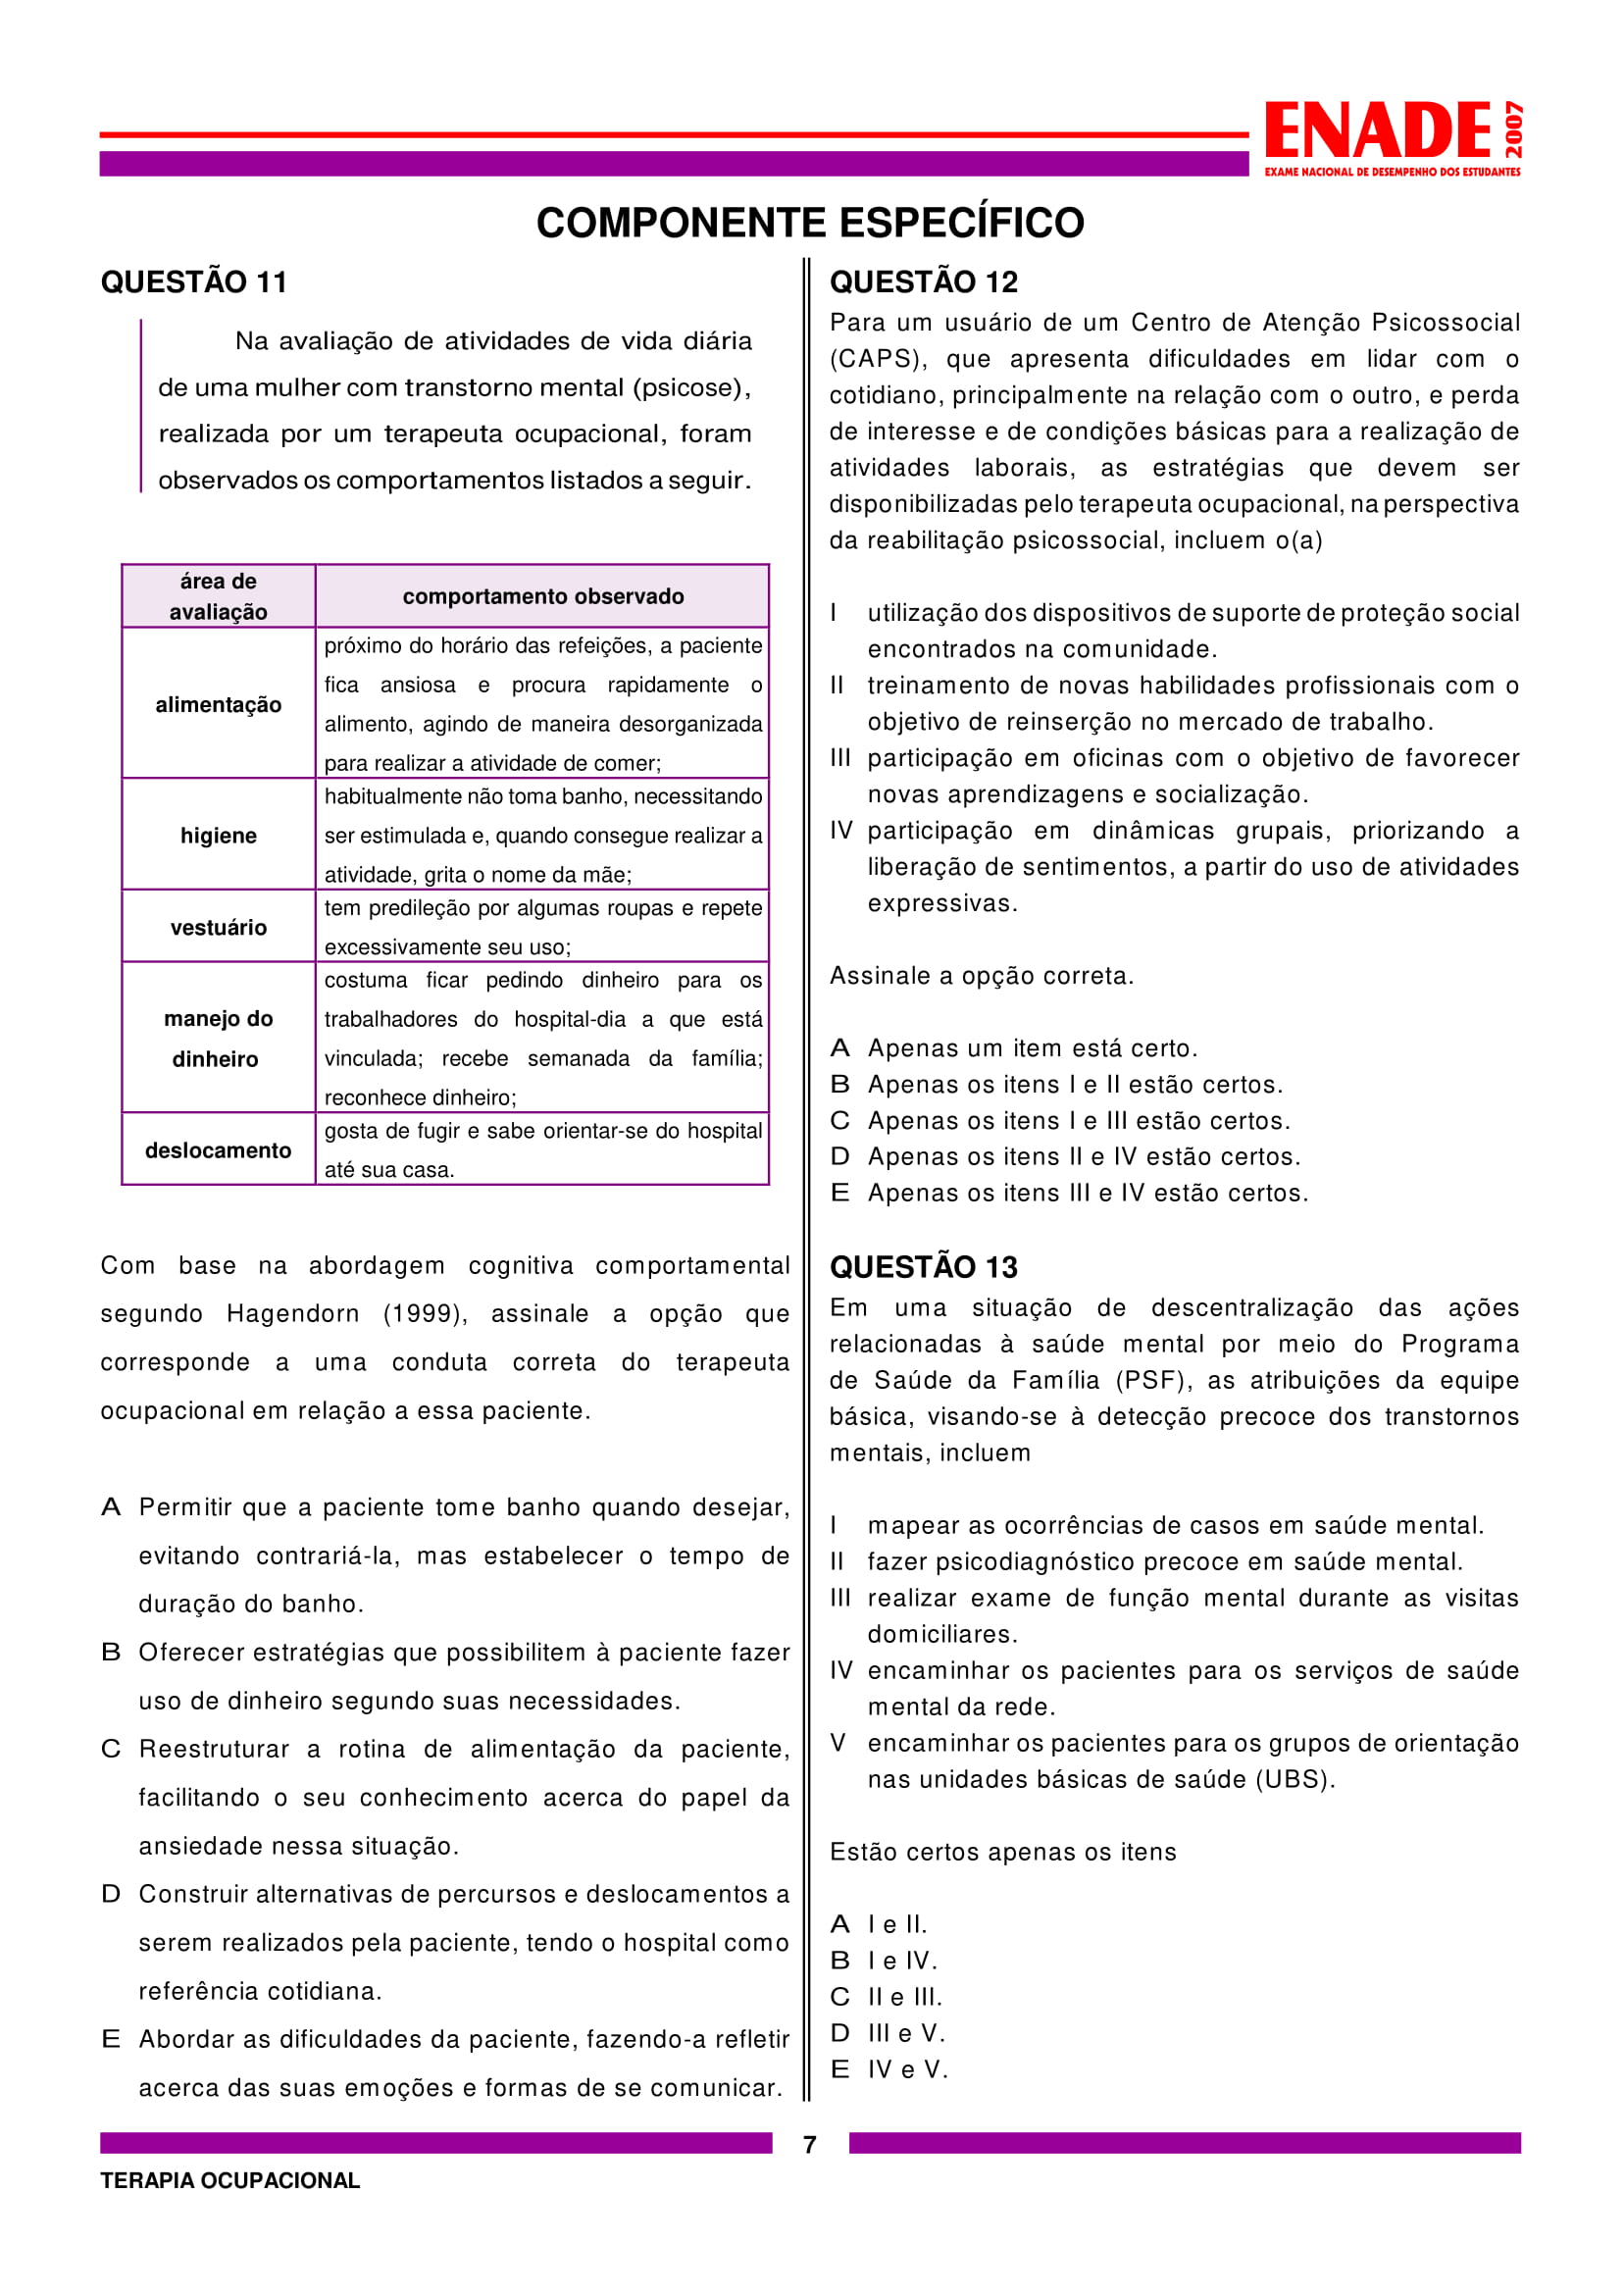 ENADE 2007
EXAME NACIONAL DE DESEMPENHO DOS ESTUDANTES
COMPONENTE ESPECÍFICO
QUESTÃO 11
Na avaliação de atividades de vida diária
de uma mulher com transtorno mental (psicose),
realizada por um terapeuta ocupacional, foram
observados os comportamentos listados a seguir.
área de
avaliação
comportamento observado
alimentação
próximo do horário das refeições, a paciente
fica ansiosa e procura rapidamente o
alimento, agindo de maneira desorganizada
para realizar a atividade de comer;
higiene
habitualmente não toma banho, necessitando
ser estimulada e, quando consegue realizar a
atividade, grita o nome da mãe;
vestuário
tem predileção por algumas roupas e repete
excessivamente seu uso;
manejo do
dinheiro
costuma ficar pedindo dinheiro para os
trabalhadores do hospital-dia a que está
vinculada; recebe semanada da família;
reconhece dinheiro;
deslocamento
gosta de fugir e sabe orientar-se do hospital
até sua casa.
Com base na abordagem cognitiva comportamental
segundo Hagendorn (1999), assinale a opção que
corresponde a uma conduta correta do terapeuta
ocupacional em relação a essa paciente.
A Permitir que a paciente tome banho quando desejar,
evitando contrariá-la, mas estabelecer o tempo de
duração do banho.
B Oferecer estratégias que possibilitem à paciente fazer
uso de dinheiro segundo suas necessidades.
C Reestruturar a rotina de alimentação da paciente,
facilitando o seu conhecimento acerca do papel da
ansiedade nessa situação.
D Construir alternativas de percursos e deslocamentos a
serem realizados pela paciente, tendo o hospital como
referência cotidiana.
E Abordar as dificuldades da paciente, fazendo-a refletir
acerca das suas emoções e formas de se comunicar.
QUESTÃO 12
Para um usuário de um Centro de Atenção Psicossocial
(CAPS), que apresenta dificuldades em lidar com o
cotidiano, principalmente na relação com o outro, e perda
de interesse e de condições básicas para a realização de
atividades laborais, as estratégias que devem ser
disponibilizadas pelo terapeuta ocupacional, na perspectiva
da reabilitação psicossocial, incluem o(a)
I utilização dos dispositivos de suporte de proteção social
encontrados na comunidade.
II treinamento de novas habilidades profissionais com o
objetivo de reinserção no mercado de trabalho.
III participação em oficinas com o objetivo de favorecer
novas aprendizagens e socialização.
IV participação em dinâmicas grupais, priorizando a
liberação de sentimentos, a partir do uso de atividades
expressivas.
Assinale a opção correta.
A Apenas um item está certo.
B Apenas os itens I e II estão certos.
C Apenas os itens I e III estão certos.
D Apenas os itens II e IV estão certos.
E Apenas os itens III e IV estão certos.
QUESTÃO 13
Em uma situação de descentralização das ações
relacionadas à saúde mental por meio do Programa
de Saúde da Família (PSF), as atribuições da equipe
básica, visando-se à detecção precoce dos transtornos
mentais, incluem
I mapear as ocorrências de casos em saúde mental.
II fazer psicodiagnóstico precoce em saúde mental.
III realizar exame de função mental durante as visitas
domiciliares.
IV encaminhar os pacientes para os serviços de saúde
mental da rede.
V encaminhar os pacientes para os grupos de orientação
nas unidades básicas de saúde (UBS).
Estão certos apenas os itens
A I e II.
B I e IV.
C II e III.
D III e V.
E IV e V.
7
TERAPIA OCUPACIONAL